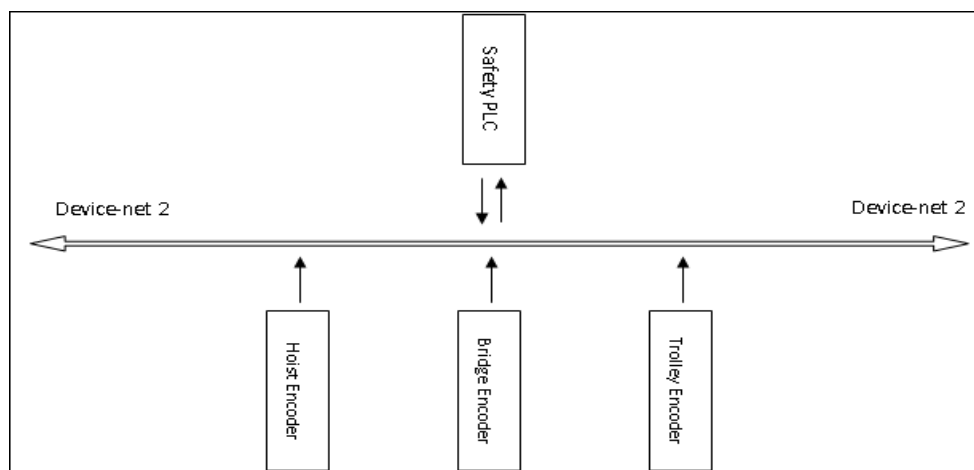 Safety PLC
Device-net 2
Device-net 2
Hoist Encoder
Bridge Encoder
Trolley Encoder